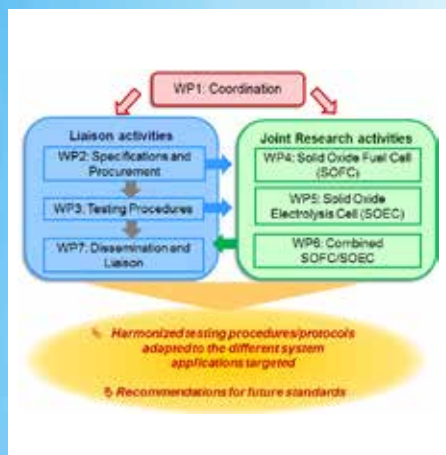 WP1: Coordination
Liaison activities
WP2: Specifications and
Procurement
WP3: Testing Procedures
WP7: Dissemination and
Liaison
Joint Research activities
WP4: Solid Oxide Fuel Cell
(SOFC)
WP5: Solid Oxide
Electrolysis Cell (SOEC)
WP6: Combined
SOFC/SOEC
Harmonized testing procedures/protocols
adapted to the different system
applications targeted
Recommendations for future standards